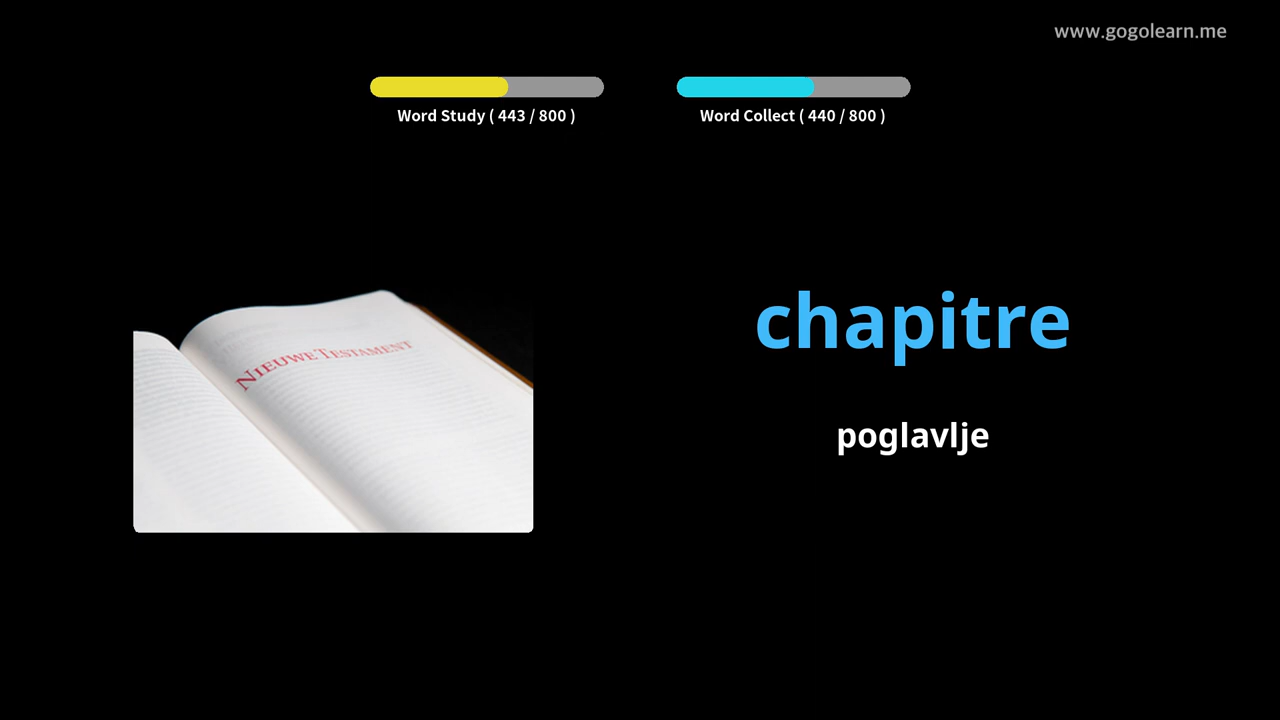 www.gogolearn.me
Word Study ( 443 / 800 )
Word Collect ( 440 / 800 )
NIEUWE TESTAMENT
chapitre
poglavlje